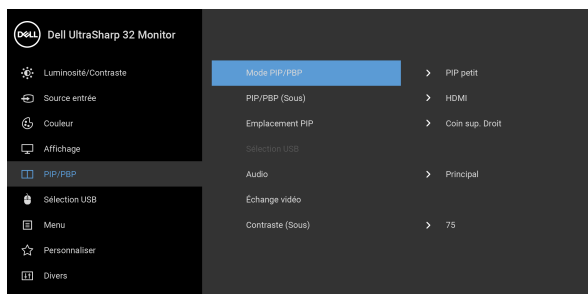 DELL Dell UltraSharp 32 Monitor
Luminosité/Contraste
Source entrée
Couleur
Affichage
PIP/PBP
Sélection USB
Menu
Personnaliser
Divers
Mode PIP/PBP > PIP petit
PIP/PBP (Sous) > HDMI
Emplacement PIP > Coin sup. Droit
Sélection USB
Audio > Principal
Échange vidéo
Contraste (Sous) > 75